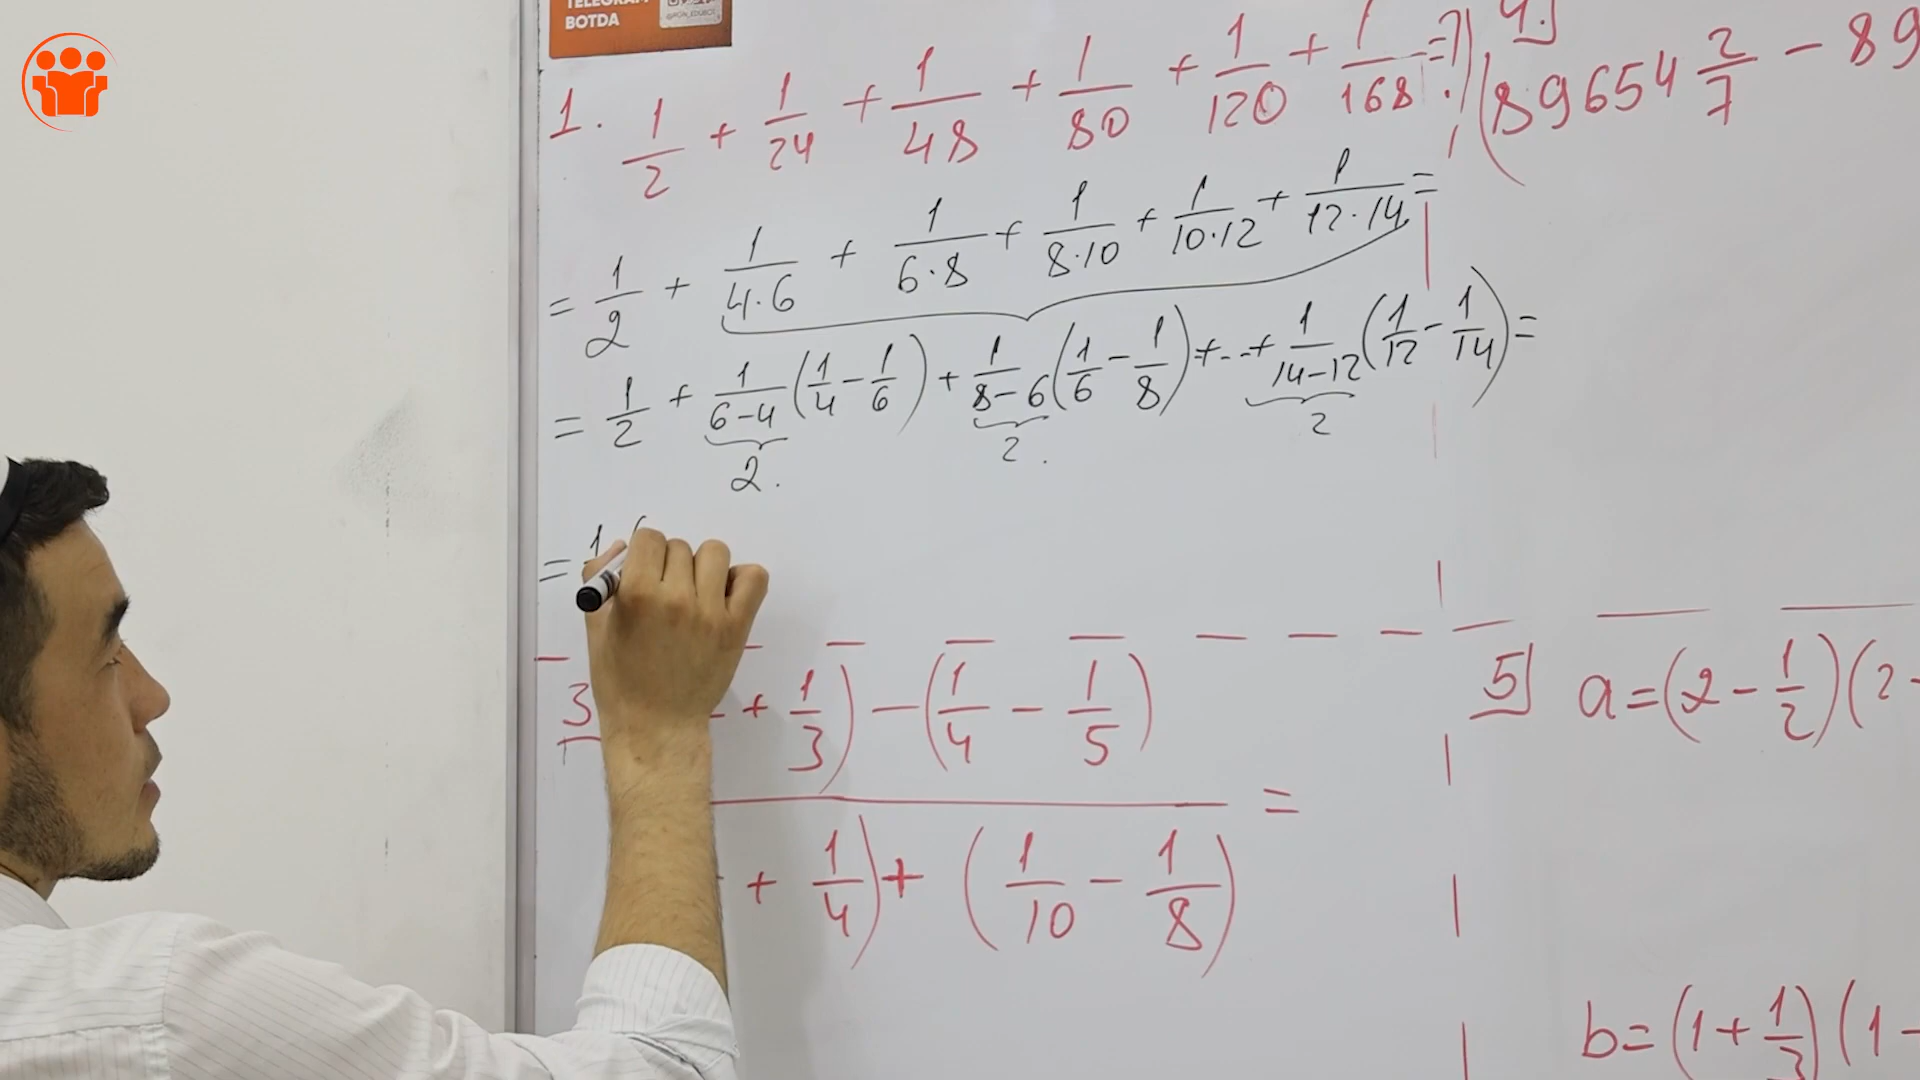 TELEGRAM
BOTDA
1. 1/2 + 1/24 + 1/48 + 1/80 + 1/120 + 1/168 = ?
= 1/2 + 1/(4·6) + 1/(6·8) + 1/(8·10) + 1/(10·12) + 1/(12·14) =
= 1/2 + 1/(6-4) (1/4 - 1/6) + 1/(8-6) (1/6 - 1/8) + .. + 1/(14-12) (1/12 - 1/14) =
2. 2. 2
= 1 (
3
+ 1/3) - (1/4 - 1/5)
+ 1/4) + (1/10 - 1/8) =
4.
(89654 2/7 - 89
5] a = (2 - 1/2)(2 -
b = (1 + 1/3)(1 -